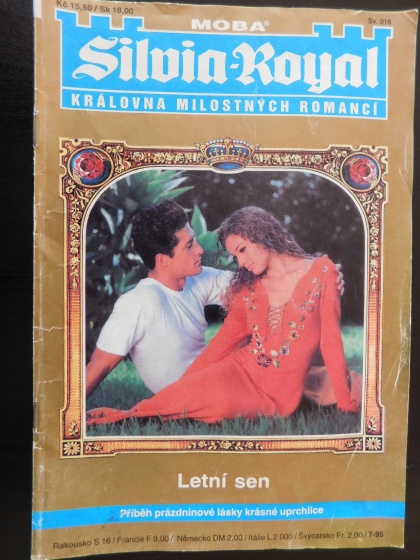 Kč 15,50 / Sk 18,00
MOBA®
Sv. 016
Silvia-Royal
KRÁLOVNA MILOSTNÝCH ROMANCÍ
Letní sen
Příběh prázdninové lásky krásné uprchlice
Rakousko S 16 / Francie F 9,00 / Německo DM 2,00 / Itálie L 2 000 / Švýcarsko Fr. 2,00 / 7-95